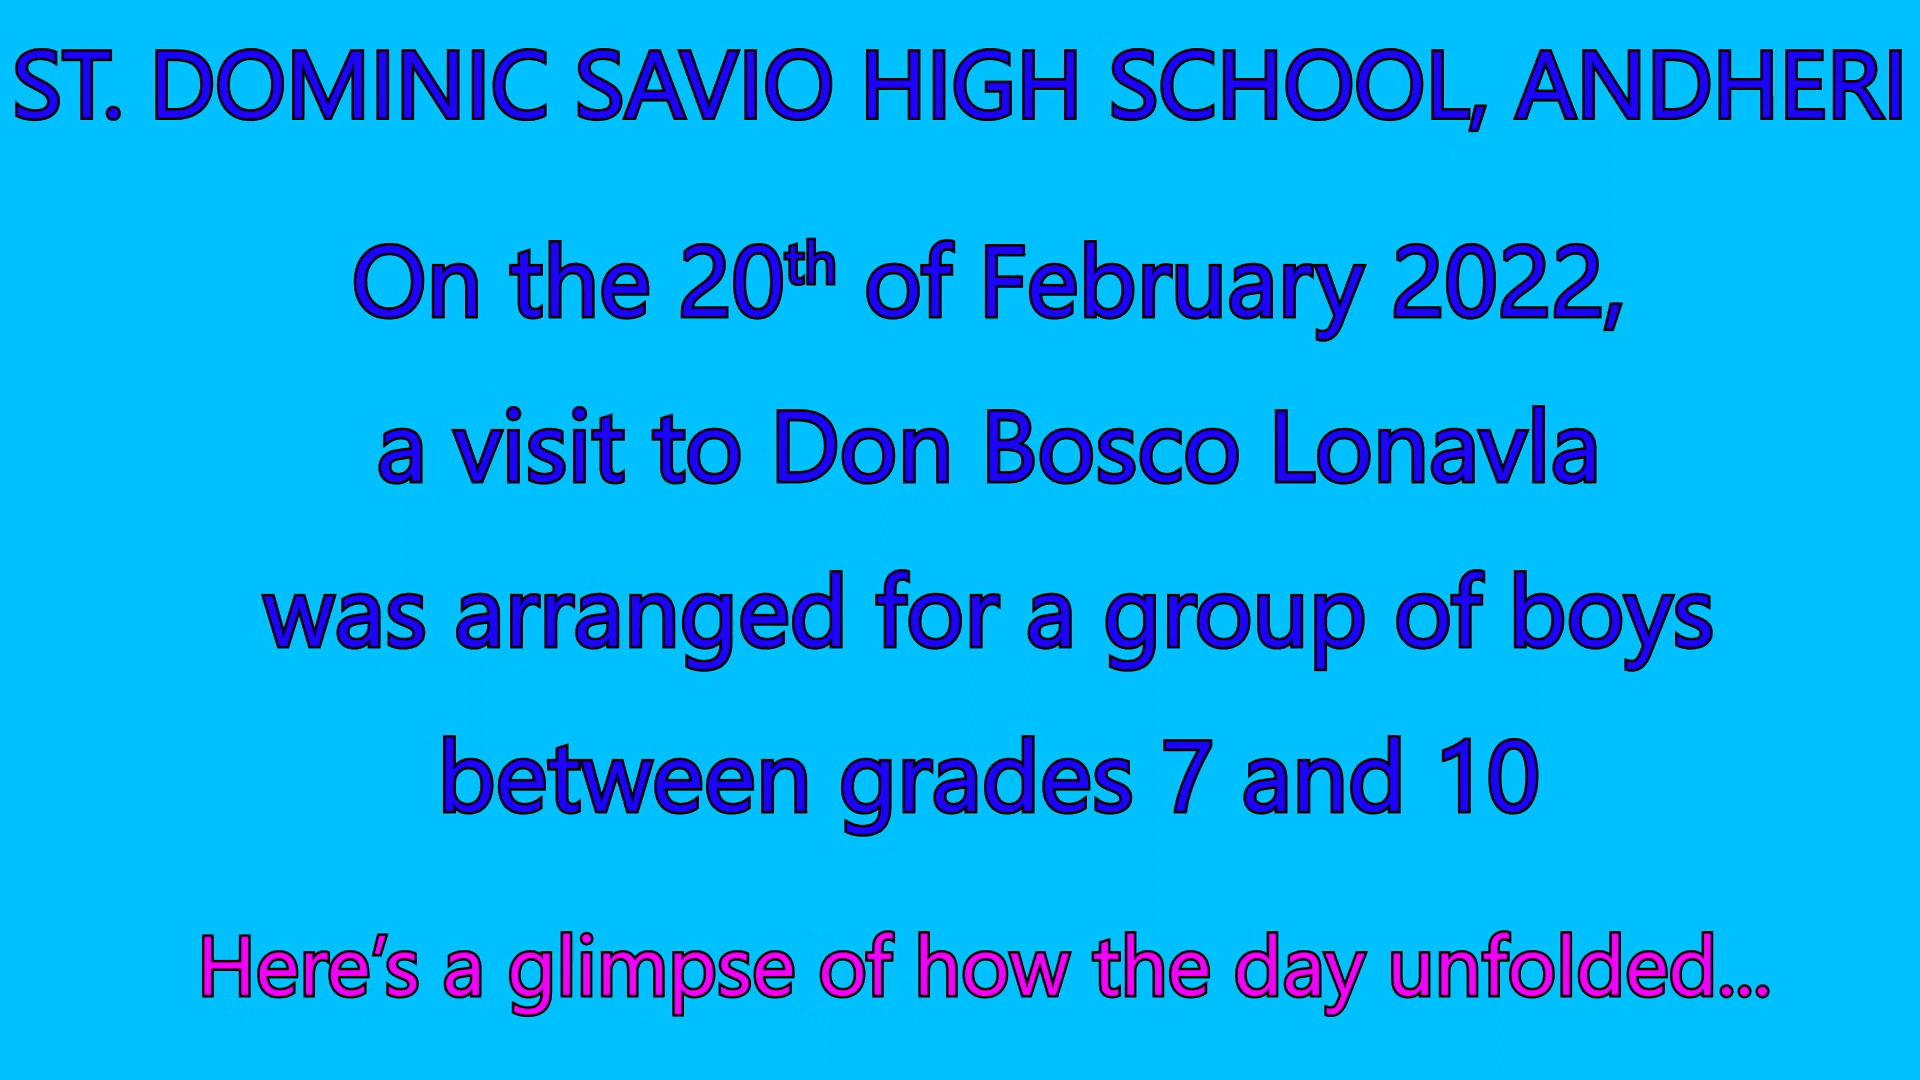 ST. DOMINIC SAVIO HIGH SCHOOL, ANDHERI
On the 20th of February 2022,
a visit to Don Bosco Lonavla
was arranged for a group of boys
between grades 7 and 10
Here’s a glimpse of how the day unfolded...